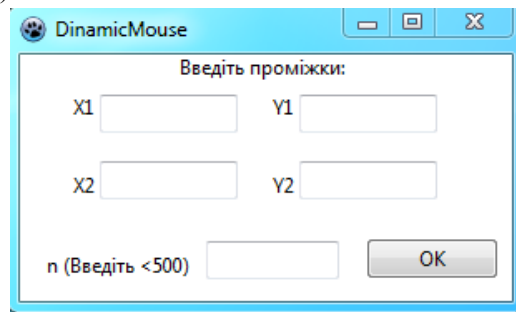 DinamicMouse
Введіть проміжки:
X1 Y1
X2 Y2
n (Введіть <500) OK